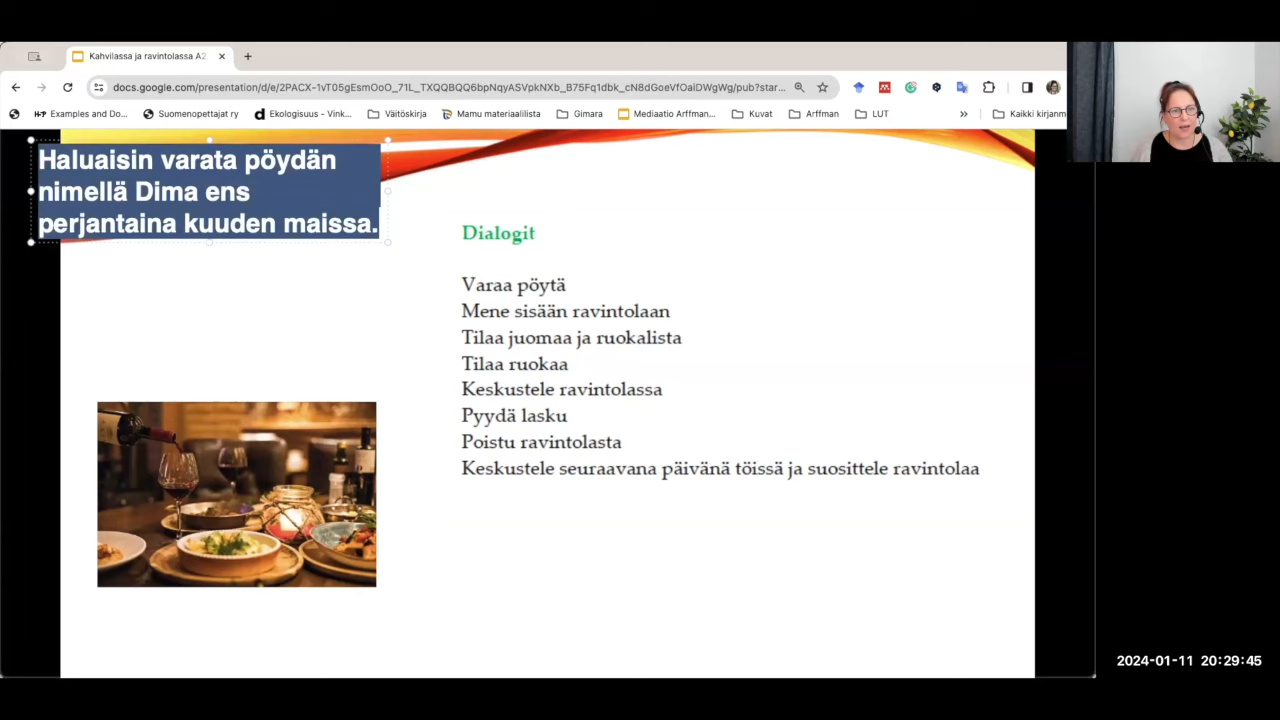 Kahvilassa ja ravintolassa A2
docs.google.com/presentation/d/e/2PACX-1vT05gEsmOoO_71L_TXQQBQQ6bpNqyASVpkNXb_B75Fq1dbk_cN8dGoeVfOaiDWgWg/pub?star...
Examples and Do...
Suomenopettajat ry
Ekologisuus - Vink...
Väitöskirja
Mamu materiaalilista
Gimara
Mediaatio Arffman...
Kuvat
Arffman
LUT
»
Kaikki kirjanm
Haluaisin varata pöydän
nimellä Dima ens
perjantaina kuuden maissa.
Dialogit
Varaa pöytä
Mene sisään ravintolaan
Tilaa juomaa ja ruokalista
Tilaa ruokaa
Keskustele ravintolassa
Pyydä lasku
Poistu ravintolasta
Keskustele seuraavana päivänä töissä ja suosittele ravintolaa
2024-01-11 20:29:45